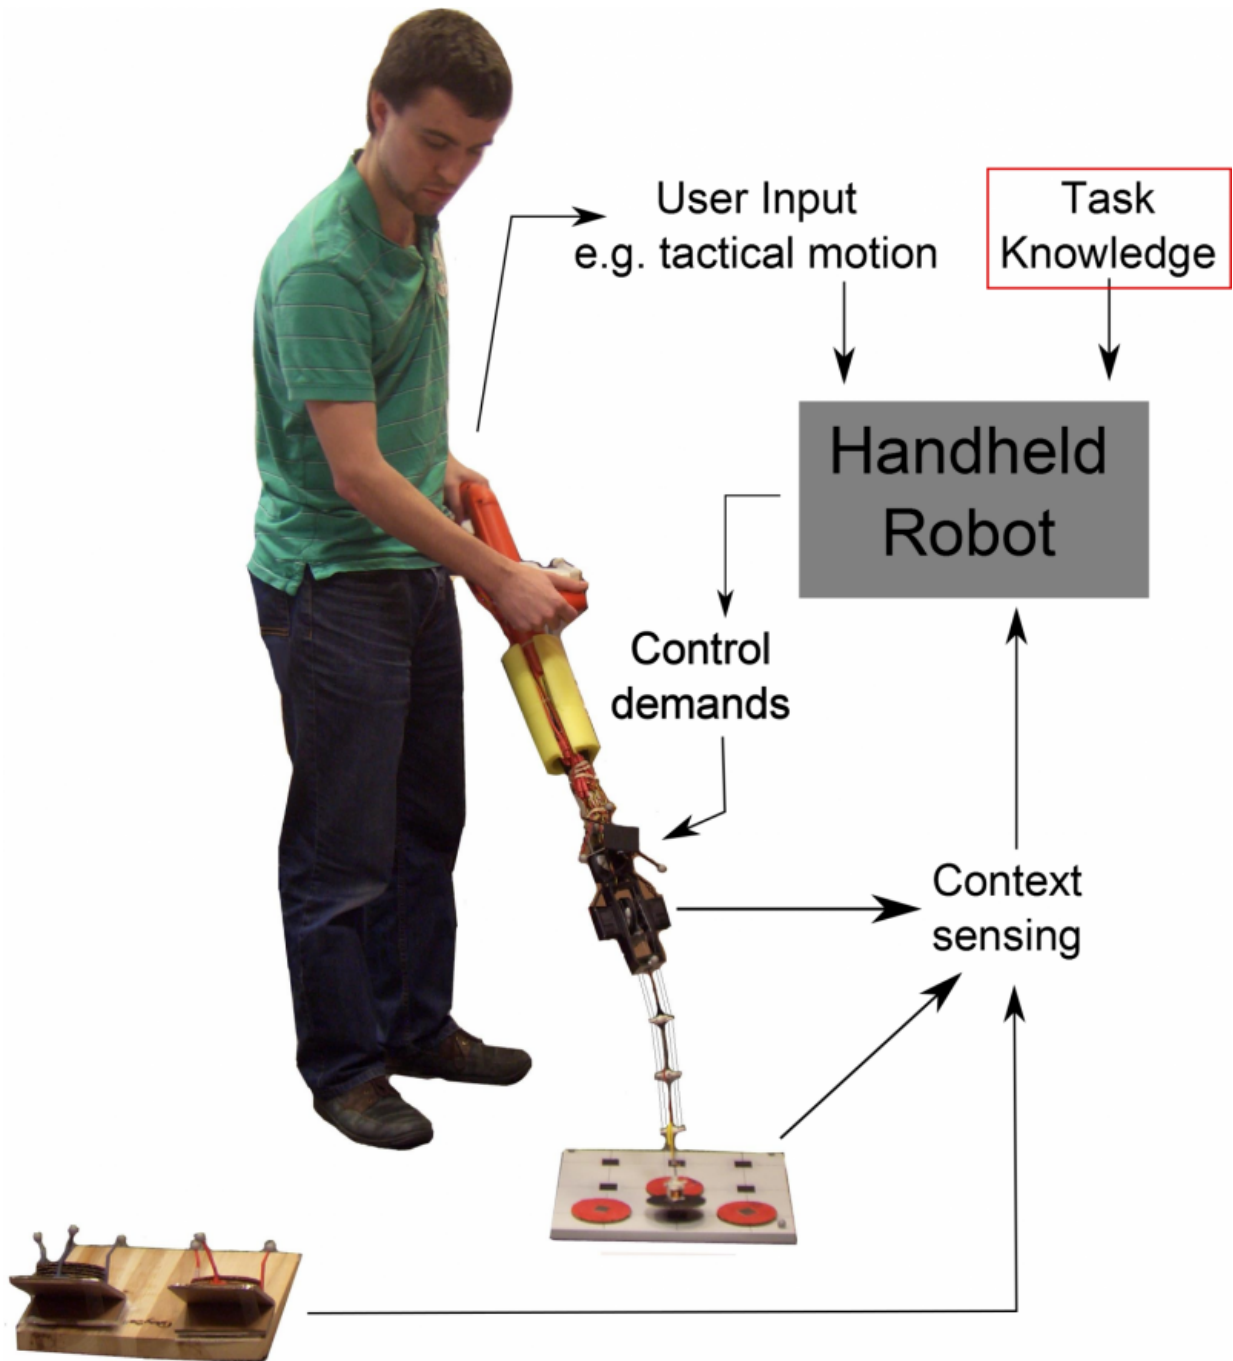 User Input
e.g. tactical motion
Task
Knowledge
Handheld
Robot
Control
demands
Context
sensing